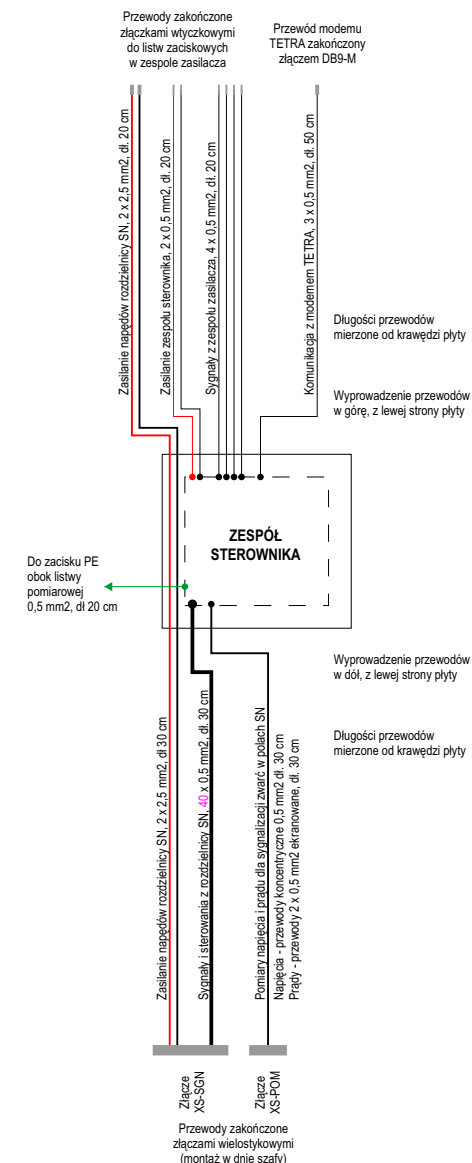 Przewody zakończone
złączkami wtyczkowymi
do listw zaciskowych
w zespole zasilacza
Przewód modemu
TETRA zakończony
złączem DB9-M
Zasilanie napędów rozdzielnicy SN, 2 x 2,5 mm2, dł. 20 cm
Zasilanie zespołu sterownika, 2 x 0,5 mm2, dł. 20 cm
Sygnały z zespołu zasilacza, 4 x 0,5 mm2, dł. 20 cm
Komunikacja z modemem TETRA, 3 x 0,5 mm2, dł. 50 cm
Długości przewodów
mierzone od krawędzi płyty
Wyprowadzenie przewodów
w górę, z lewej strony płyty
ZESPÓŁ
STEROWNIKA
Do zacisku PE
obok listwy
pomiarowej
0,5 mm2, dł 20 cm
Wyprowadzenie przewodów
w dół, z lewej strony płyty
Długości przewodów
mierzone od krawędzi płyty
Zasilanie napędów rozdzielnicy SN, 2 x 2,5 mm2, dł 30 cm
Sygnały i sterowania z rozdzielnicy SN, 40 x 0,5 mm2, dł. 30 cm
Pomiary napięcia i prądu dla sygnalizacji zwarć w polach SN
Napięcia - przewody koncentryczne 0,5 mm2 dł. 30 cm
Prądy - przewody 2 x 0,5 mm2 ekranowane, dł. 30 cm
Złącze
XS-SGN
Złącze
XS-POM
Przewody zakończone
złączami wielostykowymi
(montaż w dnie szafy)